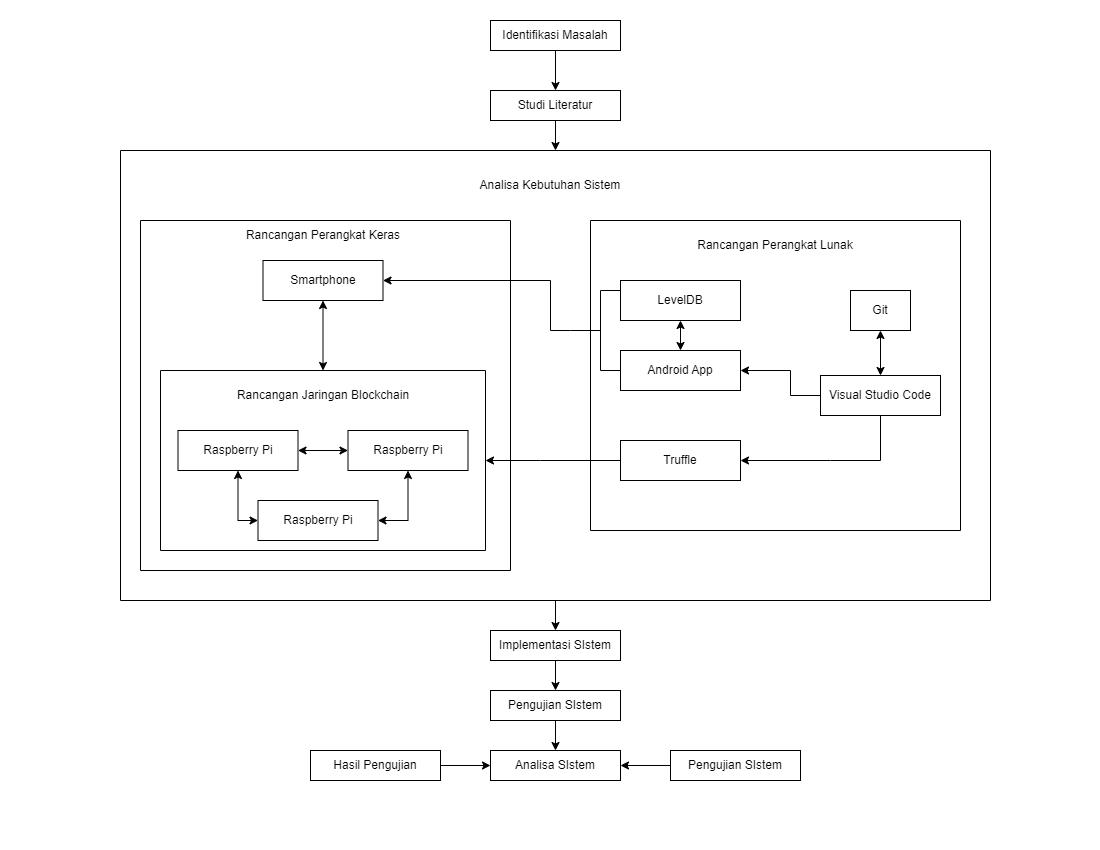 Identifikasi Masalah
Studi Literatur
Analisa Kebutuhan Sistem
Rancangan Perangkat Keras
Smartphone
Rancangan Jaringan Blockchain
Raspberry Pi
Raspberry Pi
Raspberry Pi
Rancangan Perangkat Lunak
LevelDB
Git
Android App
Visual Studio Code
Truffle
Implementasi SIstem
Pengujian SIstem
Hasil Pengujian
Analisa SIstem
Pengujian SIstem